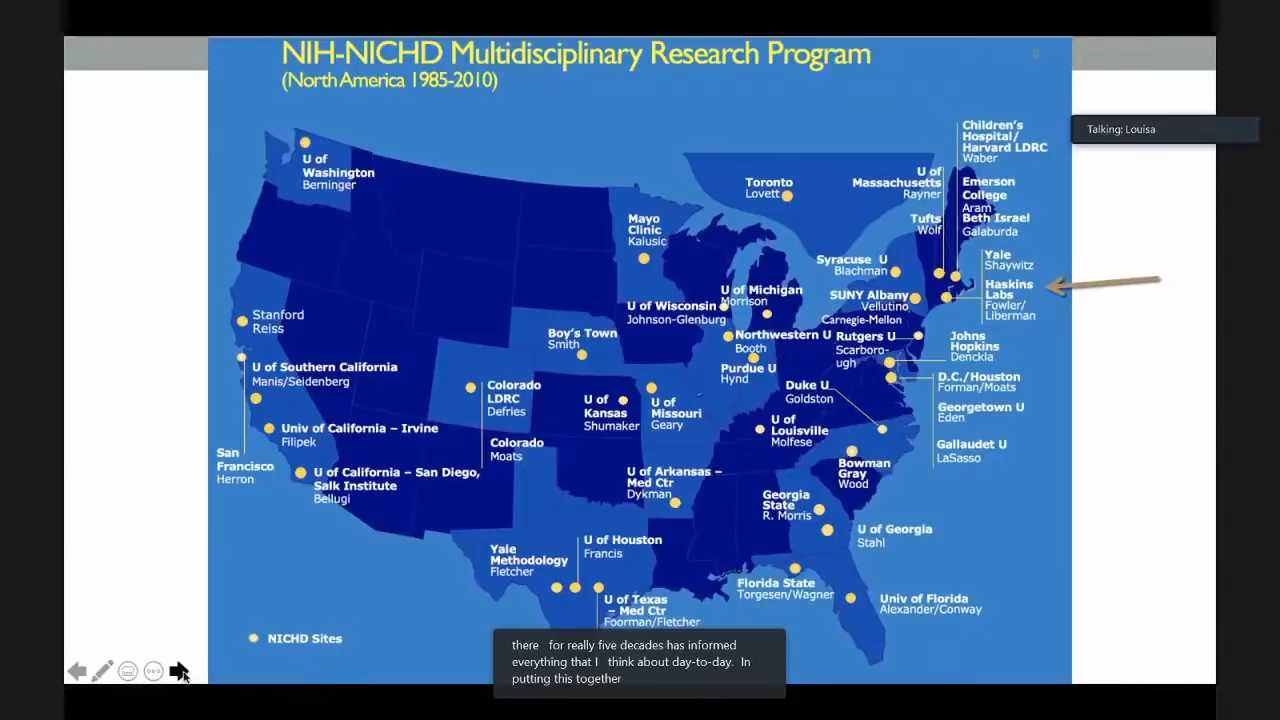 NIH-NICHD Multidisciplinary Research Program
(North America 1985-2010)
Talking: Louisa
U of
Washington
Berninger
Toronto
Lovett
Mayo
Clinic
Kalusic
U of
Massachusetts
Rayner
Tufts
Wolf
Children's
Hospital/
Harvard LDRC
Waber
Emerson
College
Aram
Beth Israel
Galaburda
Yale
Shaywitz
Haskins
Labs
Fowler/
Liberman
Syracuse U
Blachman
SUNY Albany
Vellutino
Carnegie-Mellon
Rutgers U
Scarboro-
ugh
Johns
Hopkins
Denckla
D.C./Houston
Forman/Moats
Georgetown U
Eden
Gallaudet U
LaSasso
U of Michigan
Morrison
U of Wisconsin
Johnson-Glenburg
Northwestern U
Booth
Purdue U
Hynd
Boy's Town
Smith
Stanford
Reiss
U of Southern California
Manis/Seidenberg
Colorado
LDRC
Defries
Colorado
Moats
U of
Kansas
Shumaker
U of
Missouri
Geary
Duke U
Goldston
U of
Louisville
Molfese
Univ of California – Irvine
Filipek
San
Francisco
Herron
U of California – San Diego,
Salk Institute
Bellugi
U of Arkansas –
Med Ctr
Dykman
Bowman
Gray
Wood
Georgia
State
R. Morris
U of Georgia
Stahl
Yale
Methodology
Fletcher
U of Houston
Francis
U of Texas
– Med Ctr
Foorman/Fletcher
Florida State
Torgesen/Wagner
Univ of Florida
Alexander/Conway
NICHD Sites
there for really five decades has informed
everything that I think about day-to-day. In
putting this together